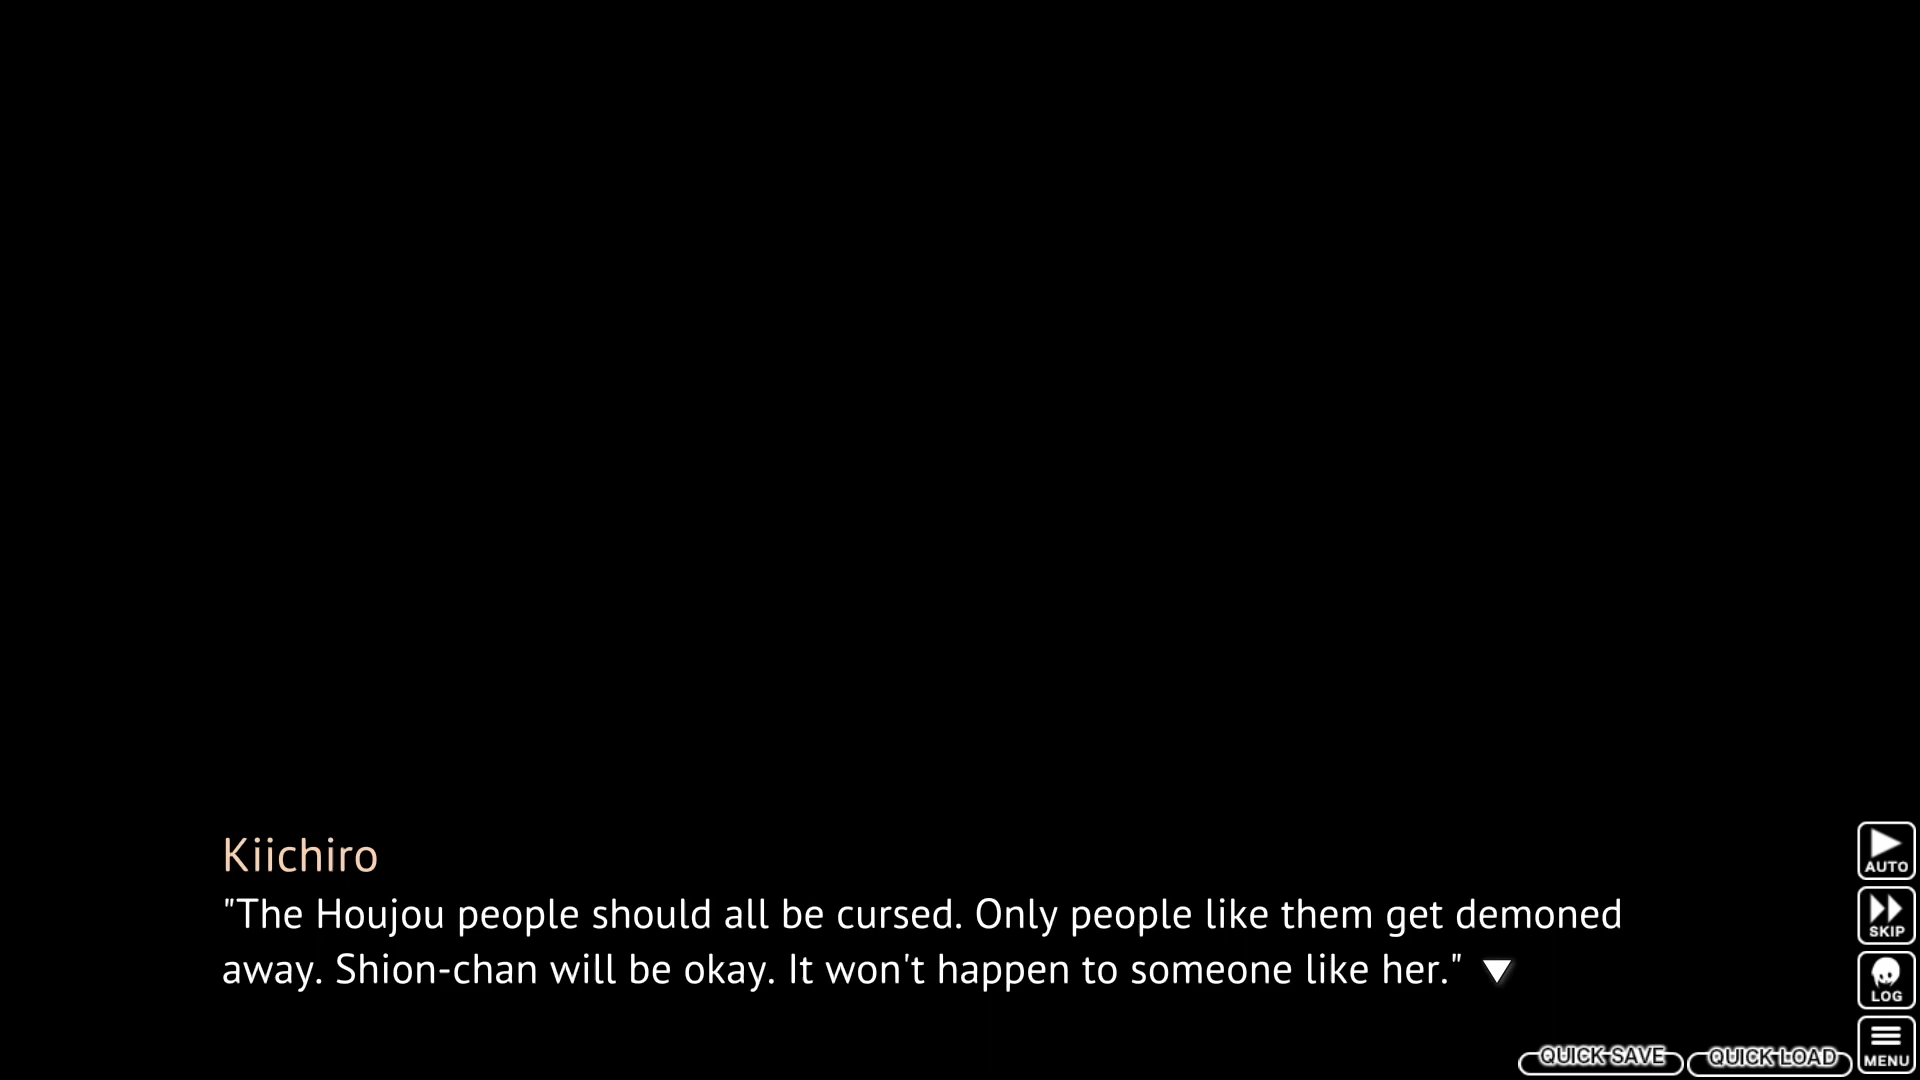 Kiichiro
"The Houjou people should all be cursed. Only people like them get demoned
away. Shion-chan will be okay. It won't happen to someone like her."
AUTO
SKIP
LOG
MENU
QUICK SAVE
QUICK LOAD